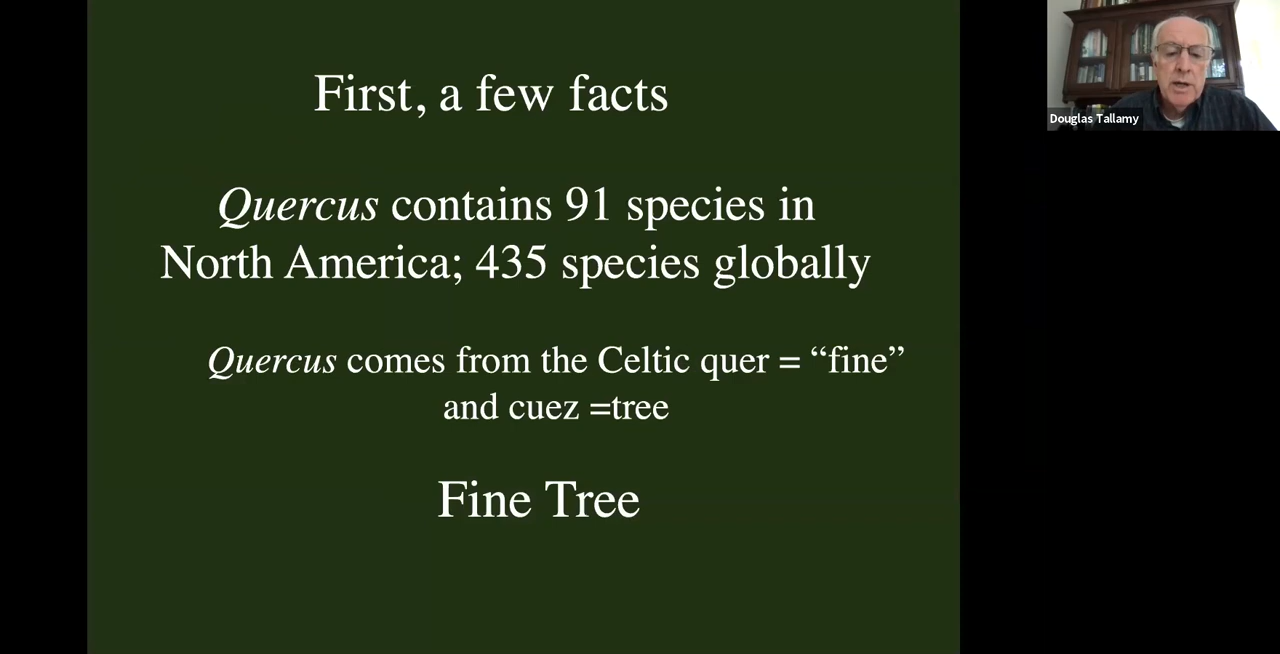 First, a few facts
Quercus contains 91 species in
North America; 435 species globally
Quercus comes from the Celtic quer = “fine”
and cuez =tree
Fine Tree
Douglas Tallamy